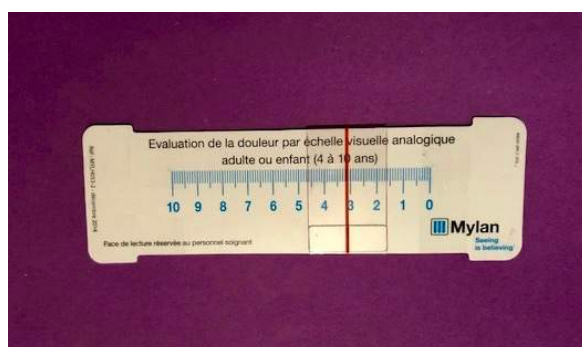 Evaluation de la douleur par échelle visuelle analogique
adulte ou enfant (4 à 10 ans)
10 9 8 7 6 5 4 3 2 1 0
Mylan
Seeing
is believing
Face de lecture réservée au personnel soignant